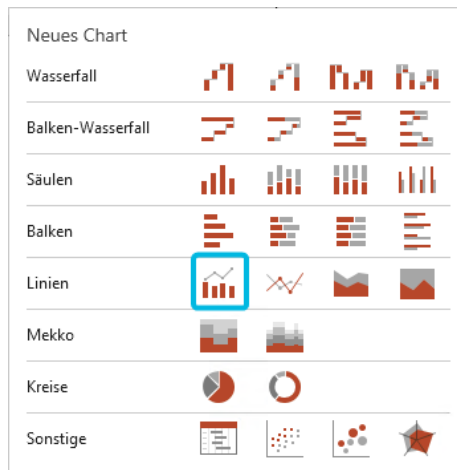 Neues Chart
Wasserfall
Balken-Wasserfall
Säulen
Balken
Linien
Mekko
Kreise
Sonstige